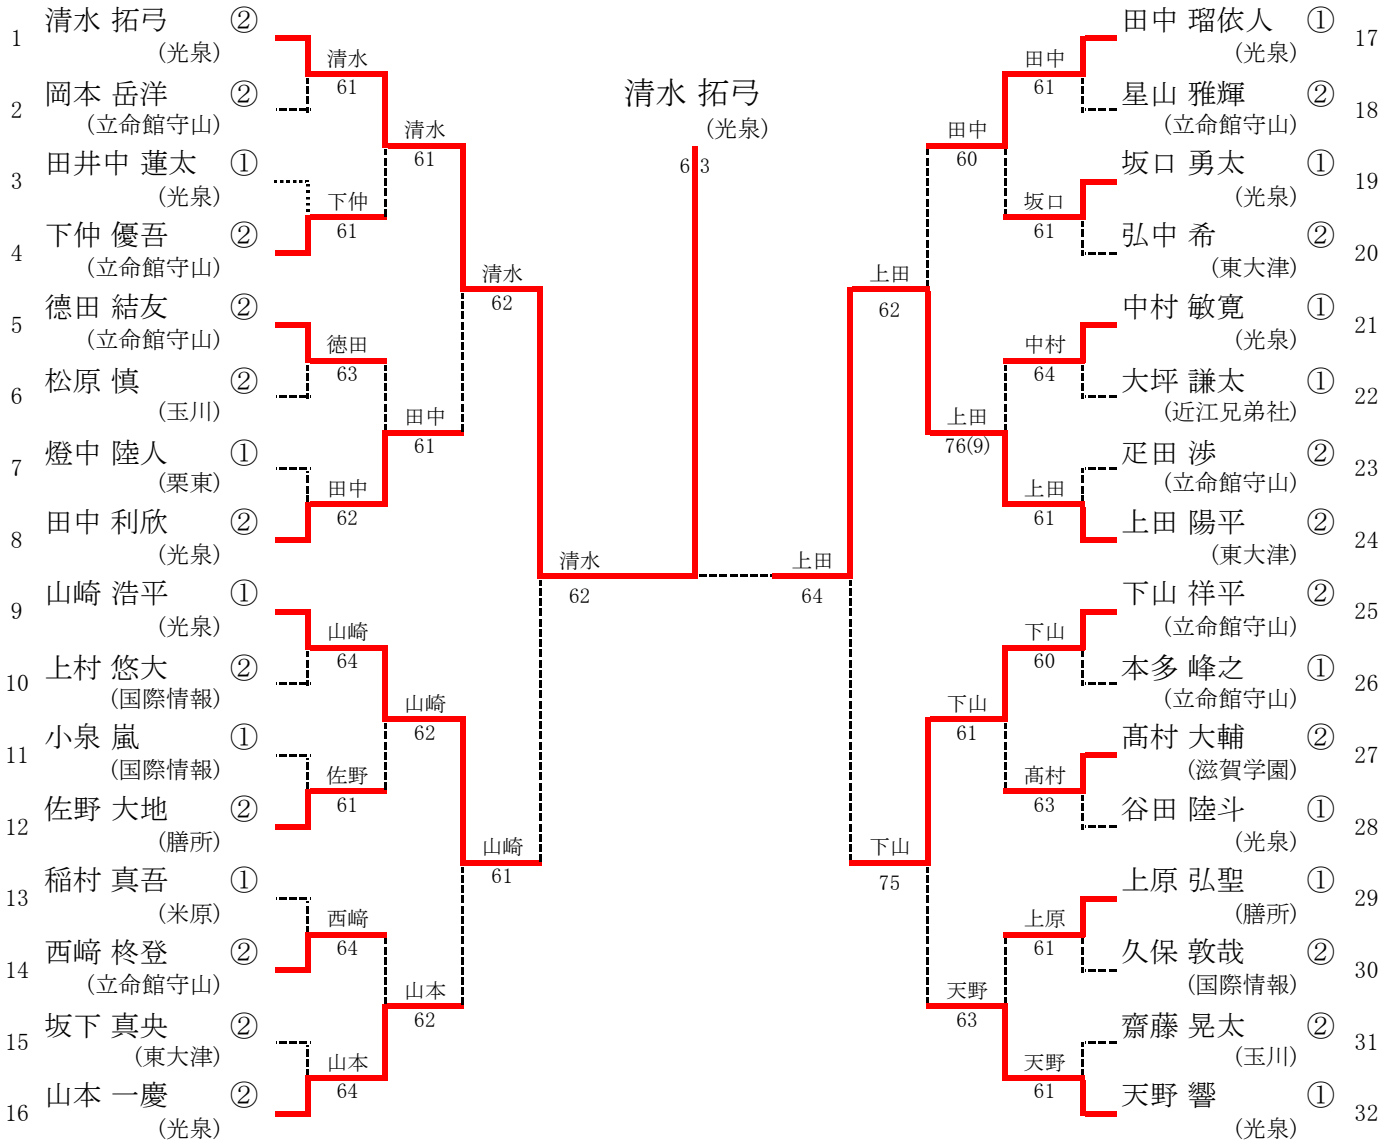 清水 拓弓
(光泉)
63
1 清水 拓弓 ②
(光泉)
2 岡本 岳洋 ②
(立命館守山)
3 田井中 蓮太 ①
(光泉)
4 下仲 優吾 ②
(立命館守山)
5 德田 結友 ②
(立命館守山)
6 松原 慎 ②
(玉川)
7 燈中 陸人 ①
(栗東)
8 田中 利欣 ②
(光泉)
9 山崎 浩平 ①
(光泉)
10 上村 悠大 ②
(国際情報)
11 小泉 嵐 ①
(国際情報)
12 佐野 大地 ②
(膳所)
13 稲村 真吾 ①
(米原)
14 西﨑 柊登 ②
(立命館守山)
15 坂下 真央 ②
(東大津)
16 山本 一慶 ②
(光泉)
清水
61
下仲
61
德田
63
田中
62
山崎
64
佐野
61
西﨑
64
山本
64
清水
61
田中
61
山崎
62
山本
62
清水
62
山崎
61
清水
62
上田
64
上田
62
下山
75
田中
60
上田
76(9)
下山
61
天野
63
田中
61
坂口
61
中村
64
上田
61
下山
60
髙村
63
上原
61
天野
61
田中 瑠依人 ① 17
(光泉)
星山 雅輝 ② 18
(立命館守山)
坂口 勇太 ① 19
(光泉)
弘中 希 ② 20
(東大津)
中村 敏寛 ① 21
(光泉)
大坪 謙太 ① 22
(近江兄弟社)
疋田 渉 ② 23
(立命館守山)
上田 陽平 ② 24
(東大津)
下山 祥平 ② 25
(立命館守山)
本多 峰之 ① 26
(立命館守山)
髙村 大輔 ② 27
(滋賀学園)
谷田 陸斗 ① 28
(光泉)
上原 弘聖 ① 29
(膳所)
久保 敦哉 ② 30
(国際情報)
齋藤 晃太 ② 31
(玉川)
天野 響 ① 32
(光泉)